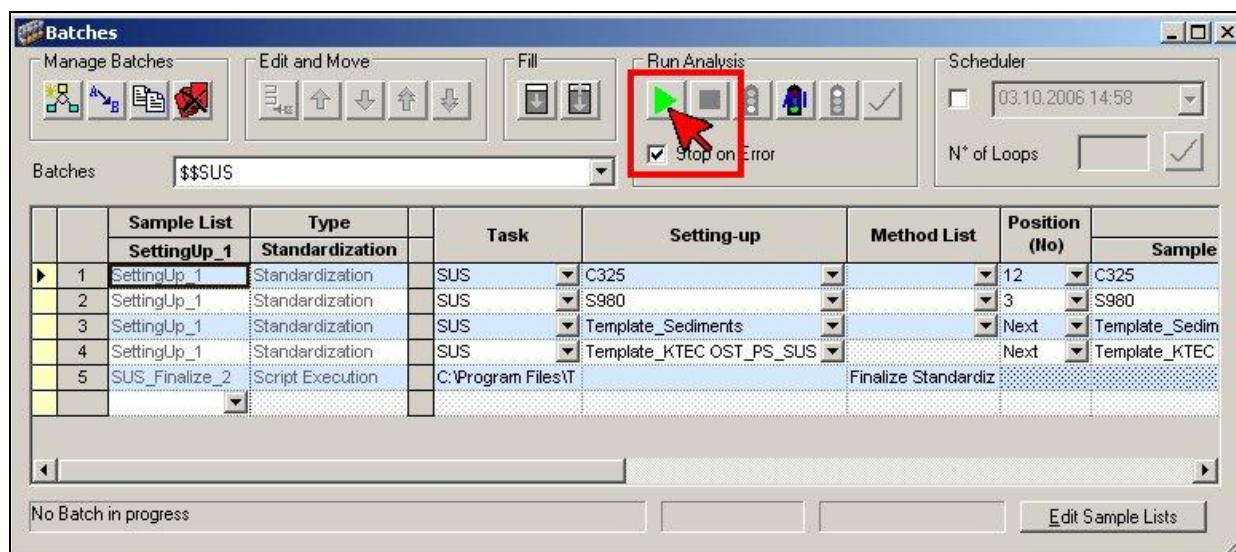 Batches
Manage Batches Edit and Move Fill Run Analysis Scheduler
03.10.2006 14:58
Stop on Error N° of Loops
Batches $$SUS
Sample List Type Task Setting-up Method List Position (No)
SettingUp_1 Standardization Sample
1 SettingUp_1 Standardization SUS C325 12 C325
2 SettingUp_1 Standardization SUS S980 3 S980
3 SettingUp_1 Standardization SUS Template_Sediments Next Template_Sedim
4 SettingUp_1 Standardization SUS Template_KTEC OST_PS_SUS Next Template_KTEC
5 SUS_Finalize_2 Script Execution C:\Program Files\T Finalize Standardiz
No Batch in progress Edit Sample Lists